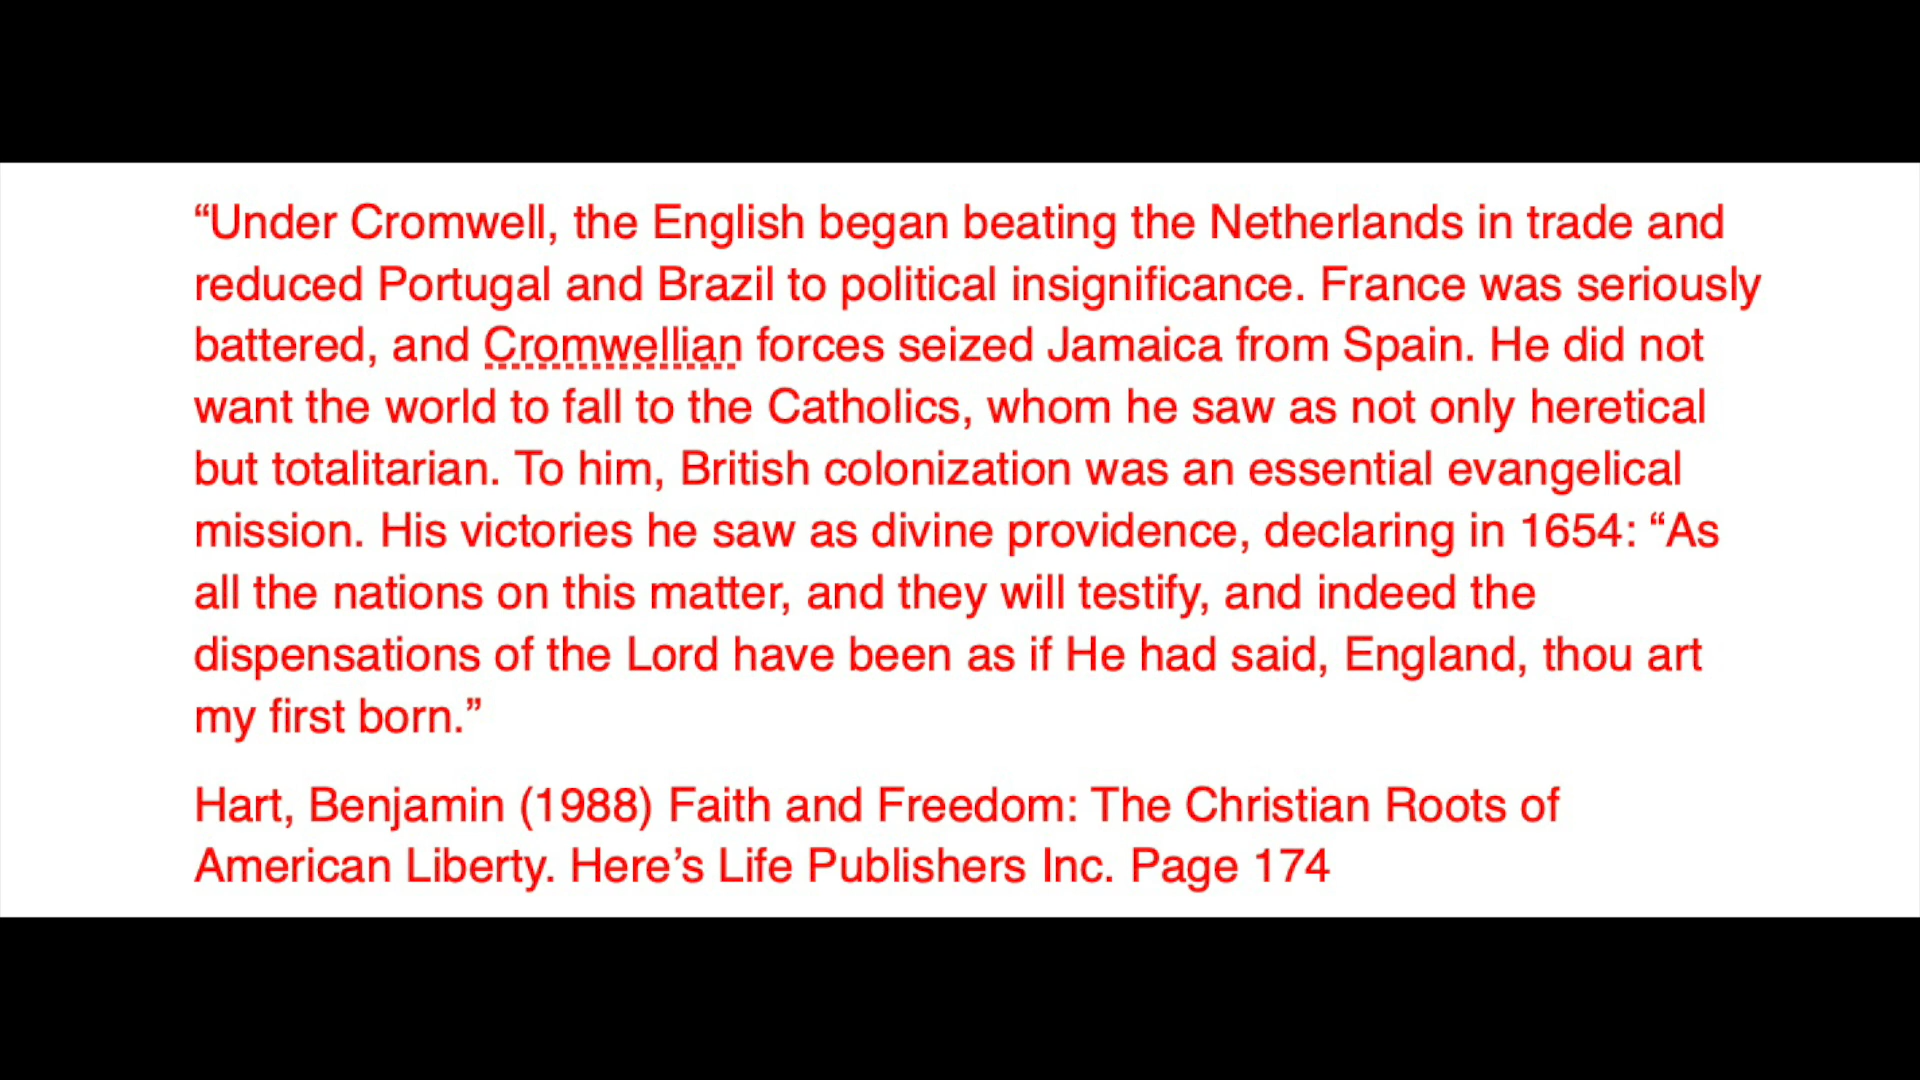 “Under Cromwell, the English began beating the Netherlands in trade and
reduced Portugal and Brazil to political insignificance. France was seriously
battered, and Cromwellian forces seized Jamaica from Spain. He did not
want the world to fall to the Catholics, whom he saw as not only heretical
but totalitarian. To him, British colonization was an essential evangelical
mission. His victories he saw as divine providence, declaring in 1654: “As
all the nations on this matter, and they will testify, and indeed the
dispensations of the Lord have been as if He had said, England, thou art
my first born.”
Hart, Benjamin (1988) Faith and Freedom: The Christian Roots of
American Liberty. Here’s Life Publishers Inc. Page 174